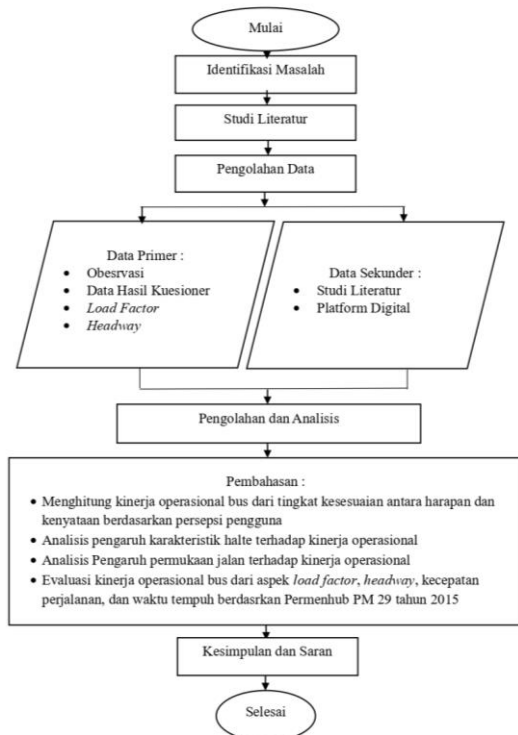 Mulai
Identifikasi Masalah
Studi Literatur
Pengolahan Data
Data Primer :
• Obesrvasi
• Data Hasil Kuesioner
• Load Factor
• Headway
Data Sekunder :
• Studi Literatur
• Platform Digital
Pengolahan dan Analisis
Pembahasan :
• Menghitung kinerja operasional bus dari tingkat kesesuaian antara harapan dan
kenyataan berdasarkan persepsi pengguna
• Analisis pengaruh karakteristik halte terhadap kinerja operasional
• Analisis Pengaruh permukaan jalan terhadap kinerja operasional
• Evaluasi kinerja operasional bus dari aspek load factor, headway, kecepatan
perjalanan, dan waktu tempuh berdasrkan Permenhub PM 29 tahun 2015
Kesimpulan dan Saran
Selesai